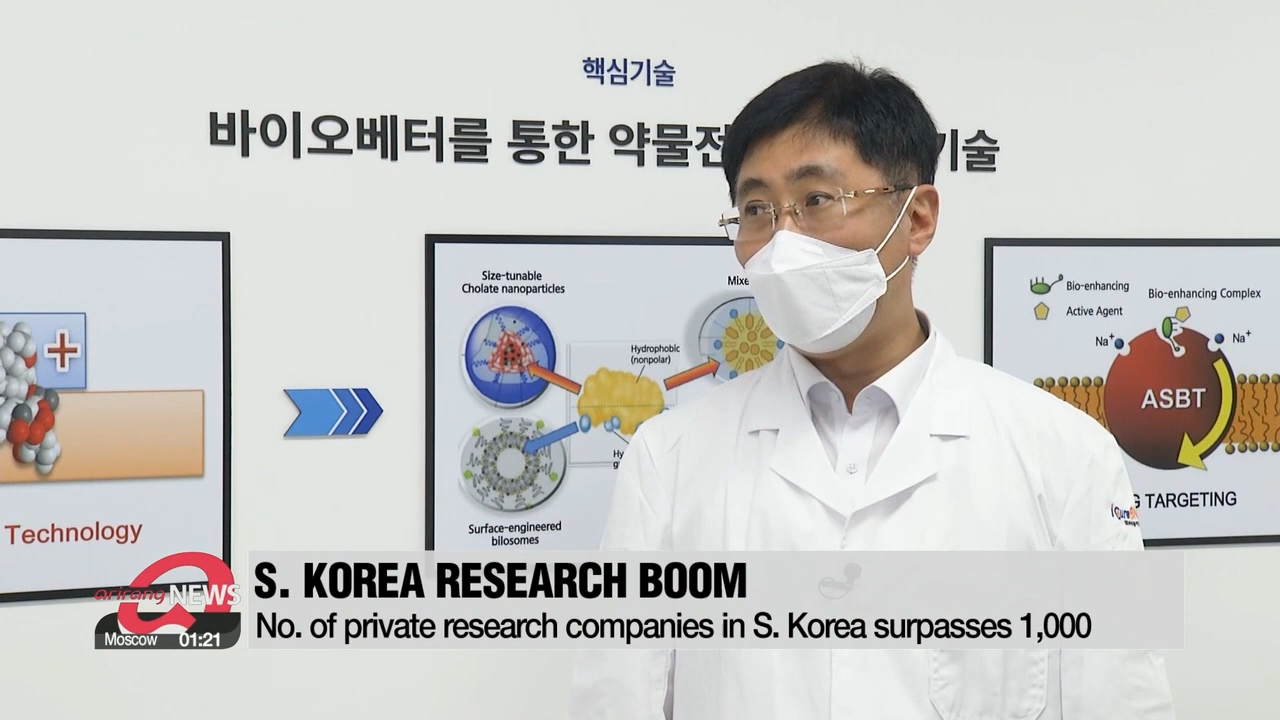 핵심기술
바이오베터를 통한 약물전
기술
Size-tunable
Cholate nanoparticles
Hydrophobic
(nonpolar)
Surface-engineered
bilosomes
Bio-enhancing
Active Agent
Bio-enhancing Complex
Na+
Na+
ASBT
TARGETING
Technology
arirang NEWS
Moscow 01:21
S. KOREA RESEARCH BOOM
No. of private research companies in S. Korea surpasses 1,000